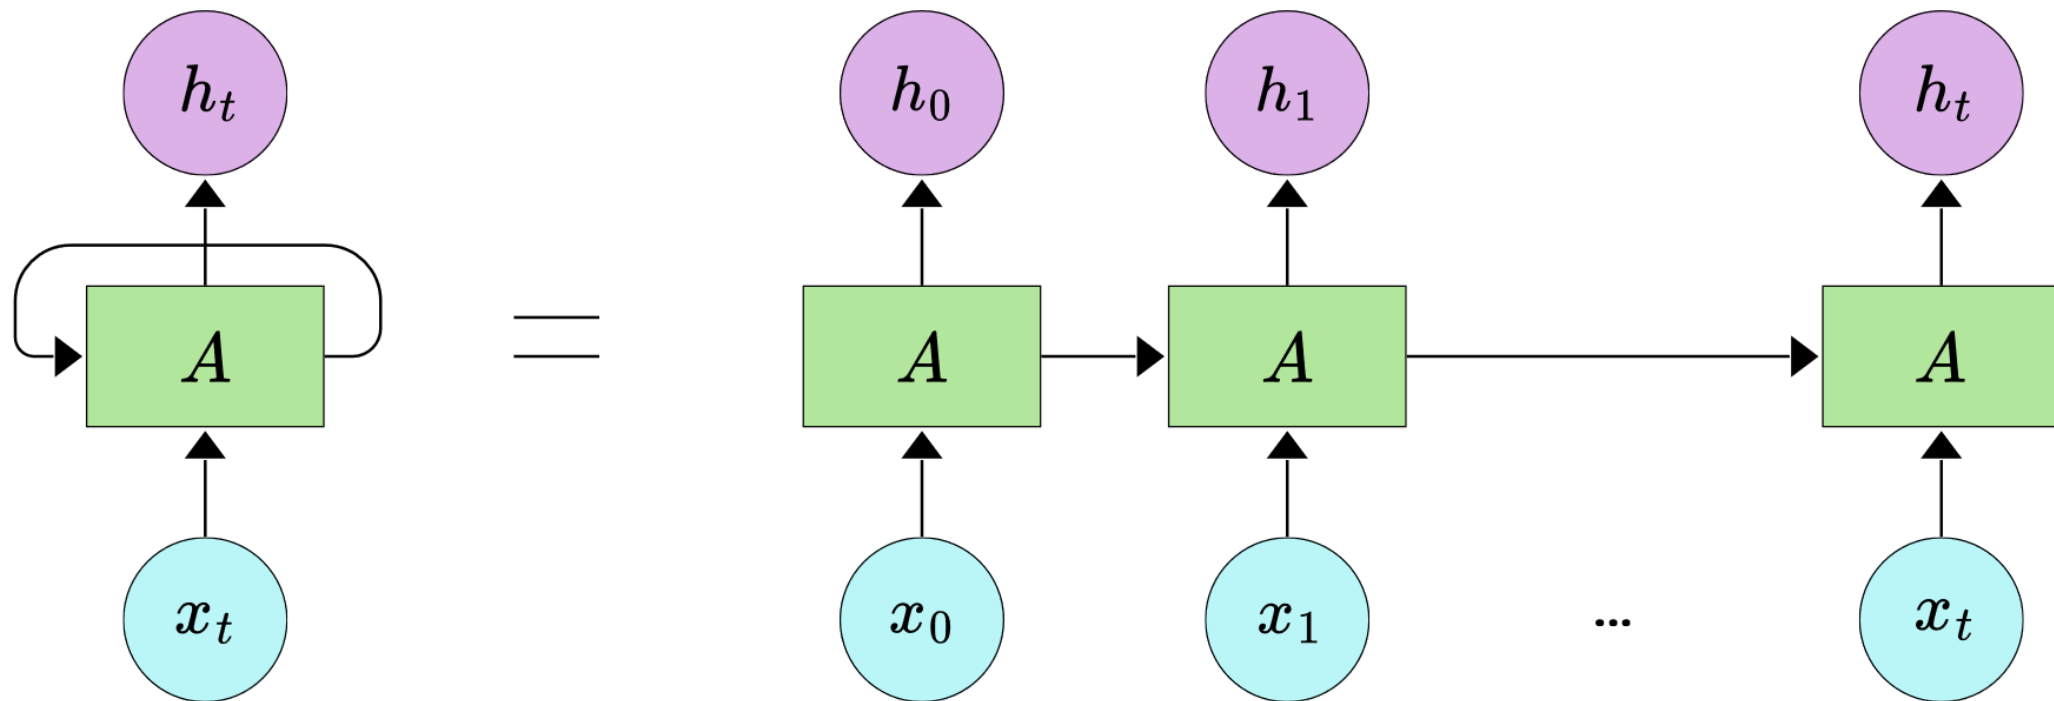 h_t h_0 h_1 h_t
A = A A A
x_t x_0 x_1 ... x_t